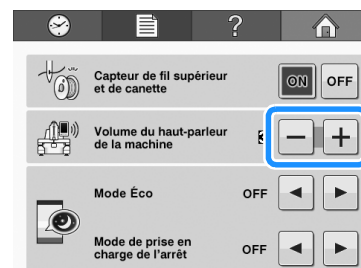 ?
Capteur de fil supérieur
et de canette
ON OFF
Volume du haut-parleur
de la machine
− +
Mode Éco OFF
Mode de prise en
charge de l'arrêt OFF